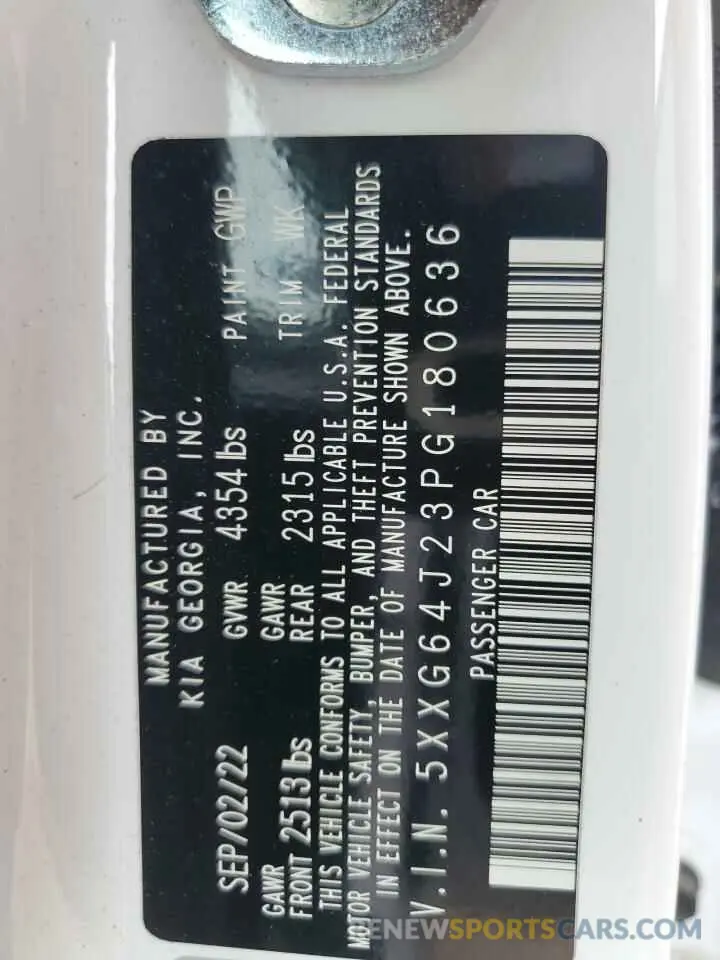 MANUFACTURED BY
KIA GEORGIA, INC.
SEP/02/22 GVWR 4354 lbs PAINT GWP
GAWR GAWR
FRONT 2513 lbs REAR 2315 lbs TRIM WK
THIS VEHICLE CONFORMS TO ALL APPLICABLE U.S.A. FEDERAL
MOTOR VEHICLE SAFETY, BUMPER, AND THEFT PREVENTION STANDARDS
IN EFFECT ON THE DATE OF MANUFACTURE SHOWN ABOVE.
V.I.N. 5XXG64J23PG180636
PASSENGER CAR
RENEWSPORTSCARS.COM